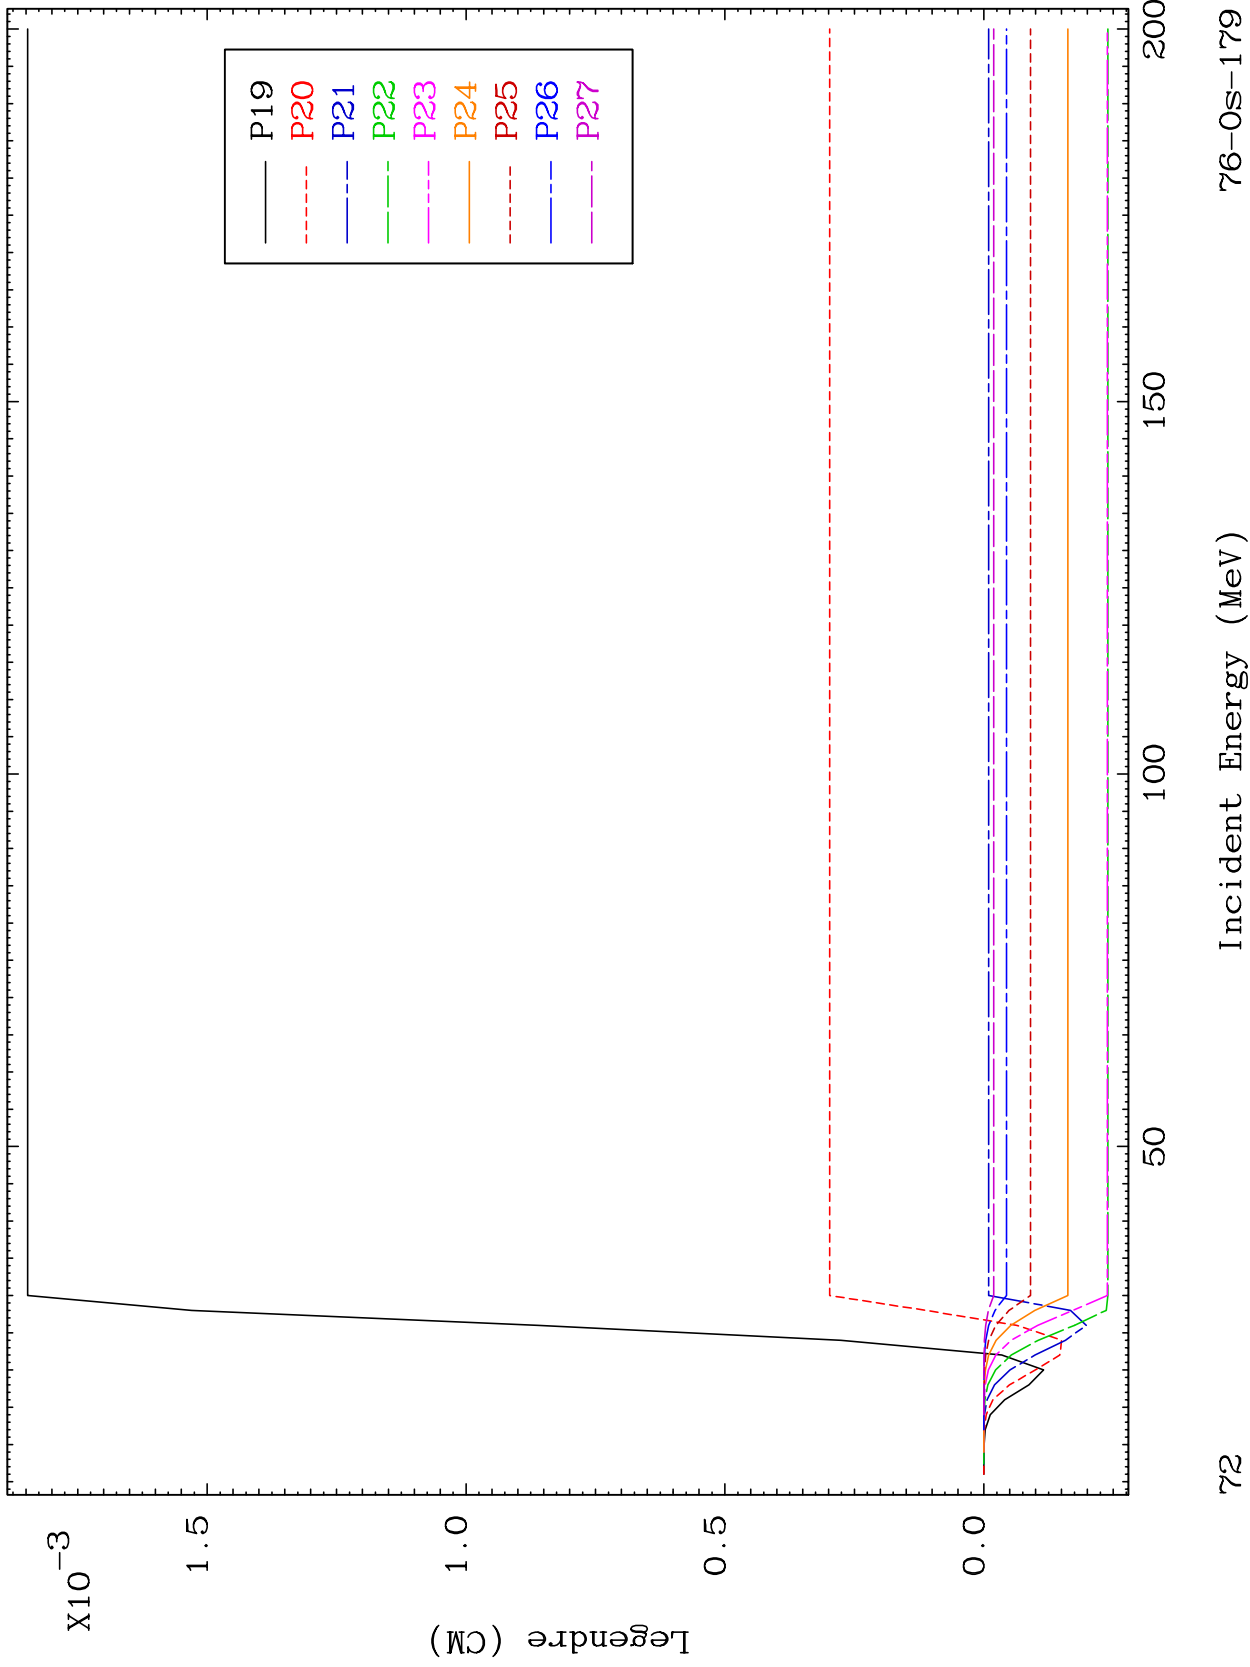 X10-3
1.5
1.0
0.5
0.0
Legendre (CM)
P19
P20
P21
P22
P23
P24
P25
P26
P27
50
100
150
200
Incident Energy (MeV)
72
76-Os-179